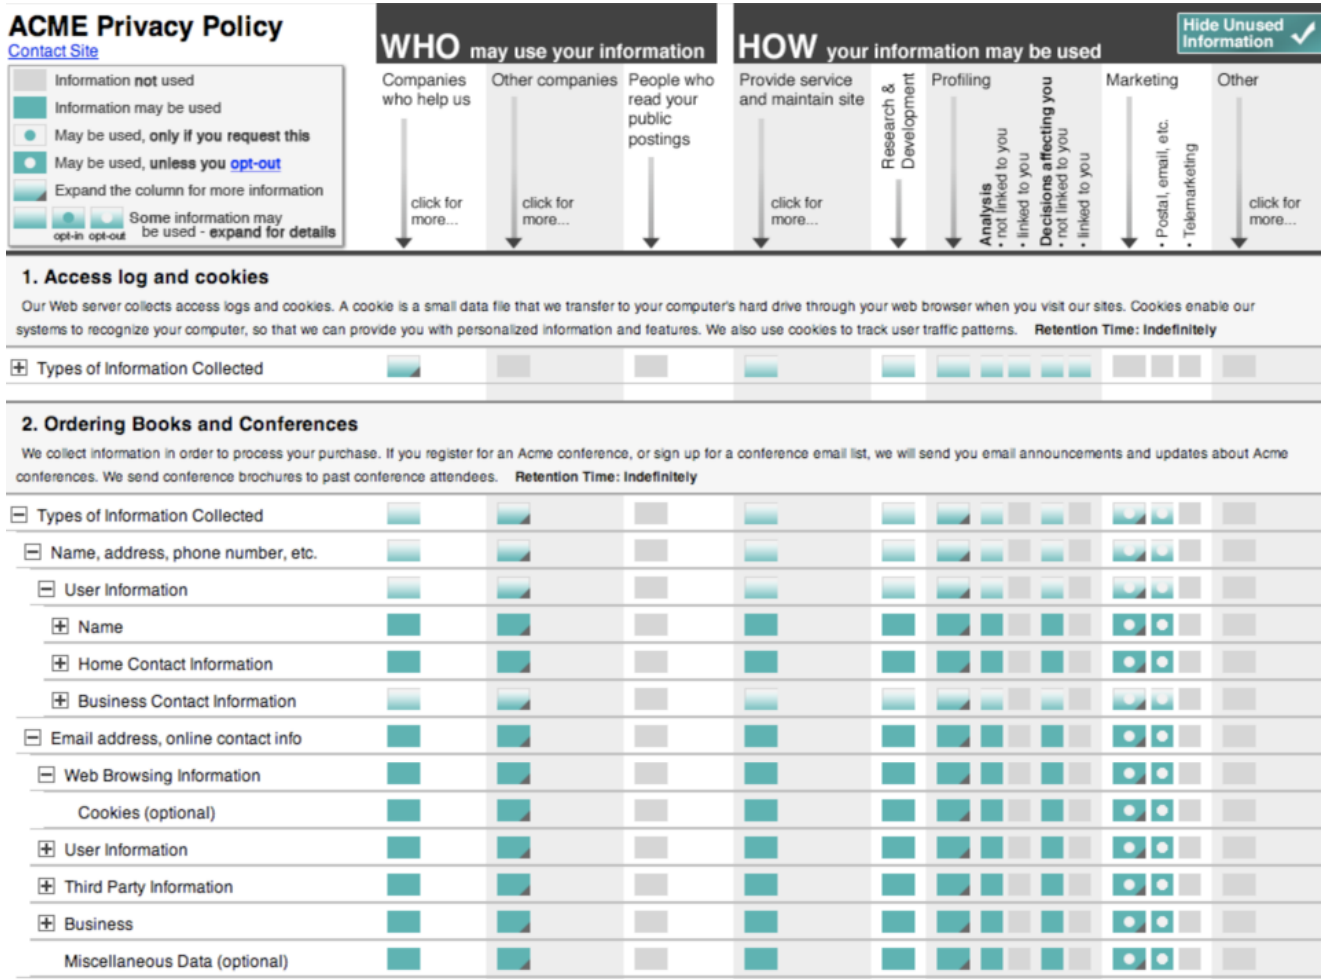 ACME Privacy Policy
Contact Site
Information not used
Information may be used
May be used, only if you request this
May be used, unless you opt-out
Expand the column for more information
Some information may
be used - expand for details
opt-in opt-out
WHO may use your information
Companies
who help us
click for
more...
Other companies
click for
more...
People who
read your
public
postings
HOW your information may be used
Hide Unused
Information
Provide service
and maintain site
click for
more...
Research &
Development
Profiling
Analysis
• not linked to you
• linked to you
Decisions affecting you
• not linked to you
• linked to you
Marketing
• Postal, email, etc.
• Telemarketing
Other
click for
more...
1. Access log and cookies
Our Web server collects access logs and cookies. A cookie is a small data file that we transfer to your computer's hard drive through your web browser when you visit our sites. Cookies enable our
systems to recognize your computer, so that we can provide you with personalized information and features. We also use cookies to track user traffic patterns. Retention Time: Indefinitely
Types of Information Collected
2. Ordering Books and Conferences
We collect information in order to process your purchase. If you register for an Acme conference, or sign up for a conference email list, we will send you email announcements and updates about Acme
conferences. We send conference brochures to past conference attendees. Retention Time: Indefinitely
Types of Information Collected
Name, address, phone number, etc.
User Information
Name
Home Contact Information
Business Contact Information
Email address, online contact info
Web Browsing Information
Cookies (optional)
User Information
Third Party Information
Business
Miscellaneous Data (optional)